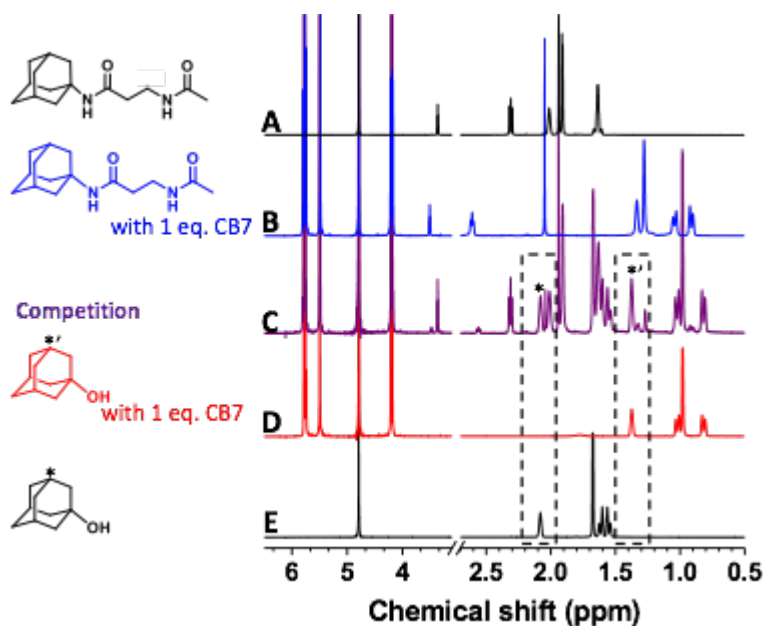 O
N
H
H
N
O
A
O
N
H
H
N
O
B
with 1 eq. CB7
Competition
* *'
C
*'
OH
with 1 eq. CB7
D
*
OH
E
6 5 4 2.5 2.0 1.5 1.0 0.5
Chemical shift (ppm)